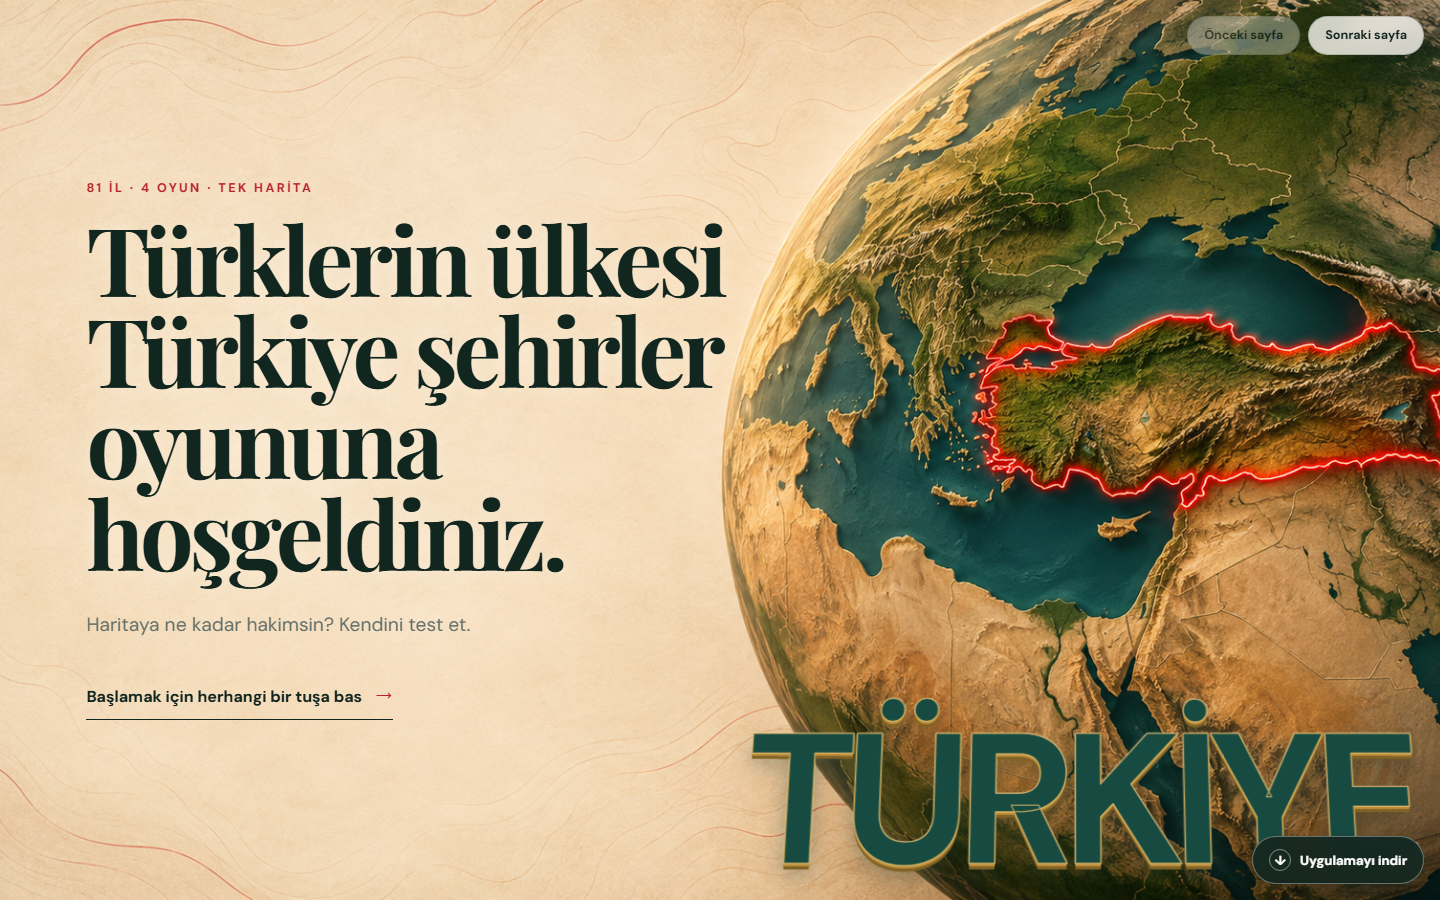 Önceki sayfa
Sonraki sayfa
81 İL · 4 OYUN · TEK HARİTA
Türklerin ülkesi
Türkiye şehirler
oyununa
hoşgeldiniz.
Haritaya ne kadar hakimsin? Kendini test et.
Başlamak için herhangi bir tuşa bas →
TÜRKİYE
Uygulamayı indir